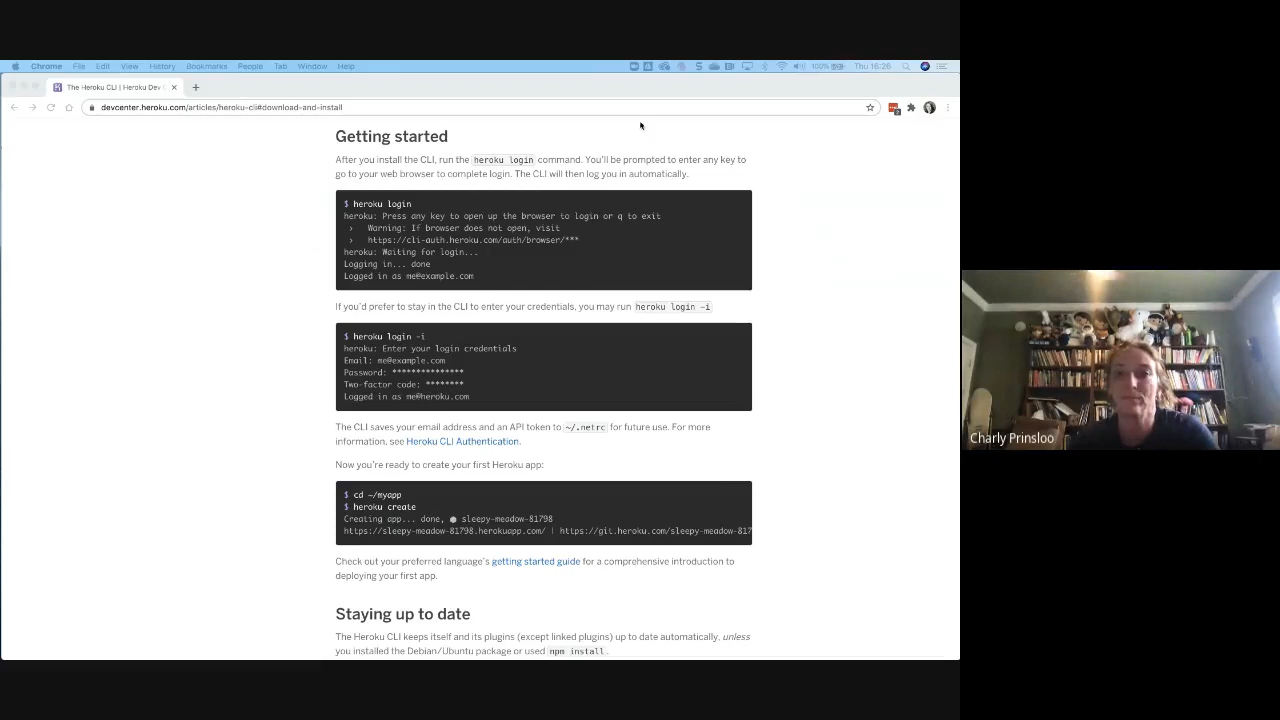 Chrome File Edit View History Bookmarks People Tab Window Help
100% Thu 16:26
The Heroku CLI | Heroku Dev C
devcenter.heroku.com/articles/heroku-cli#download-and-install
Getting started
After you install the CLI, run the heroku login command. You'll be prompted to enter any key to
go to your web browser to complete login. The CLI will then log you in automatically.
$ heroku login
heroku: Press any key to open up the browser to login or q to exit
› Warning: If browser does not open, visit
› https://cli-auth.heroku.com/auth/browser/***
heroku: Waiting for login...
Logging in... done
Logged in as me@example.com
If you'd prefer to stay in the CLI to enter your credentials, you may run heroku login -i
$ heroku login -i
heroku: Enter your login credentials
Email: me@example.com
Password: ***************
Two-factor code: ********
Logged in as me@heroku.com
The CLI saves your email address and an API token to ~/.netrc for future use. For more
information, see Heroku CLI Authentication.
Now you're ready to create your first Heroku app:
$ cd ~/myapp
$ heroku create
Creating app... done, ⬢ sleepy-meadow-81798
https://sleepy-meadow-81798.herokuapp.com/ | https://git.heroku.com/sleepy-meadow-817
Check out your preferred language's getting started guide for a comprehensive introduction to
deploying your first app.
Staying up to date
The Heroku CLI keeps itself and its plugins (except linked plugins) up to date automatically, unless
you installed the Debian/Ubuntu package or used npm install.
Charly Prinsloo